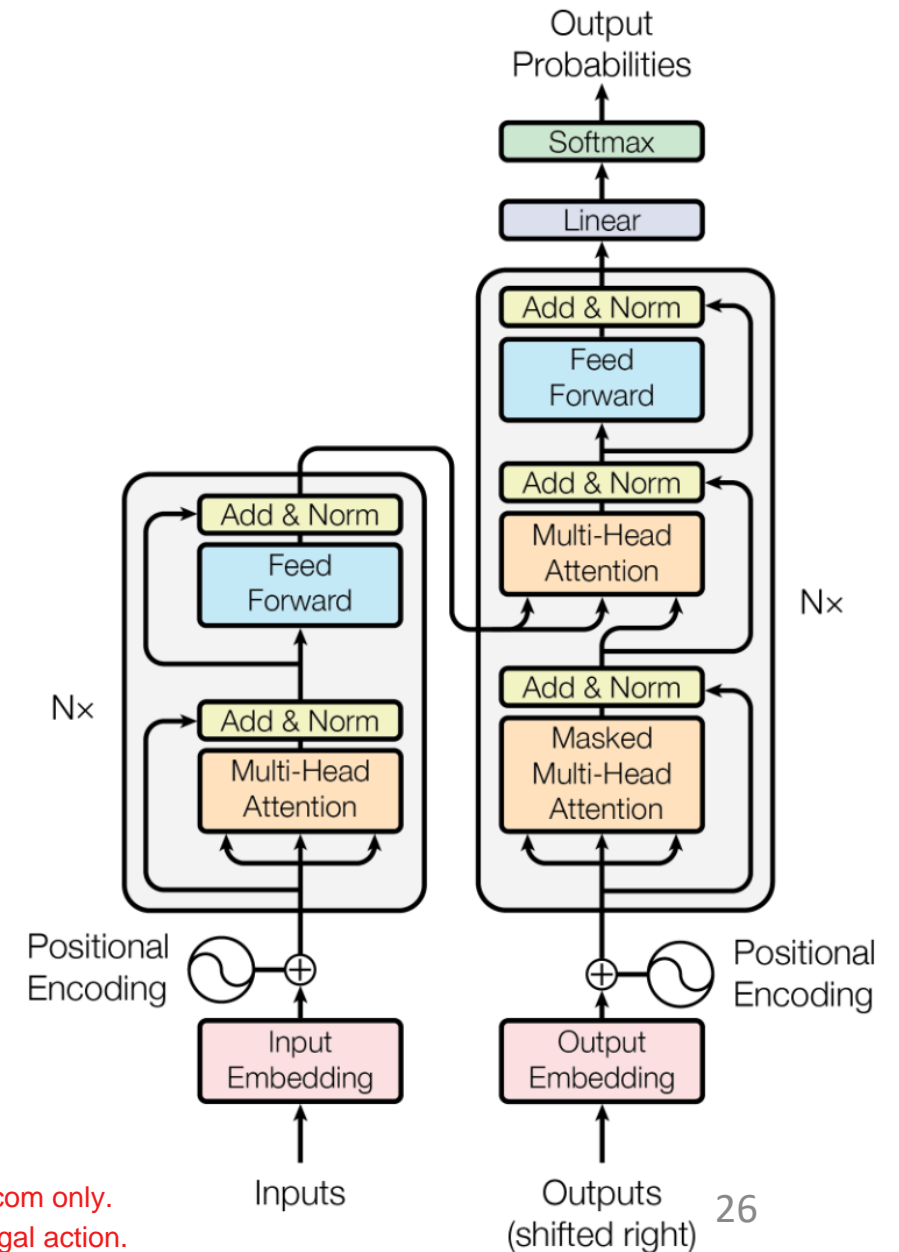 Output
Probabilities
Softmax
Linear
Add & Norm
Feed
Forward
Add & Norm
Multi-Head
Attention
Nx
Add & Norm
Masked
Multi-Head
Attention
Add & Norm
Feed
Forward
Nx
Add & Norm
Multi-Head
Attention
Positional
Encoding
Positional
Encoding
Input
Embedding
Output
Embedding
Inputs
Outputs
(shifted right)
26
com only.
gal action.